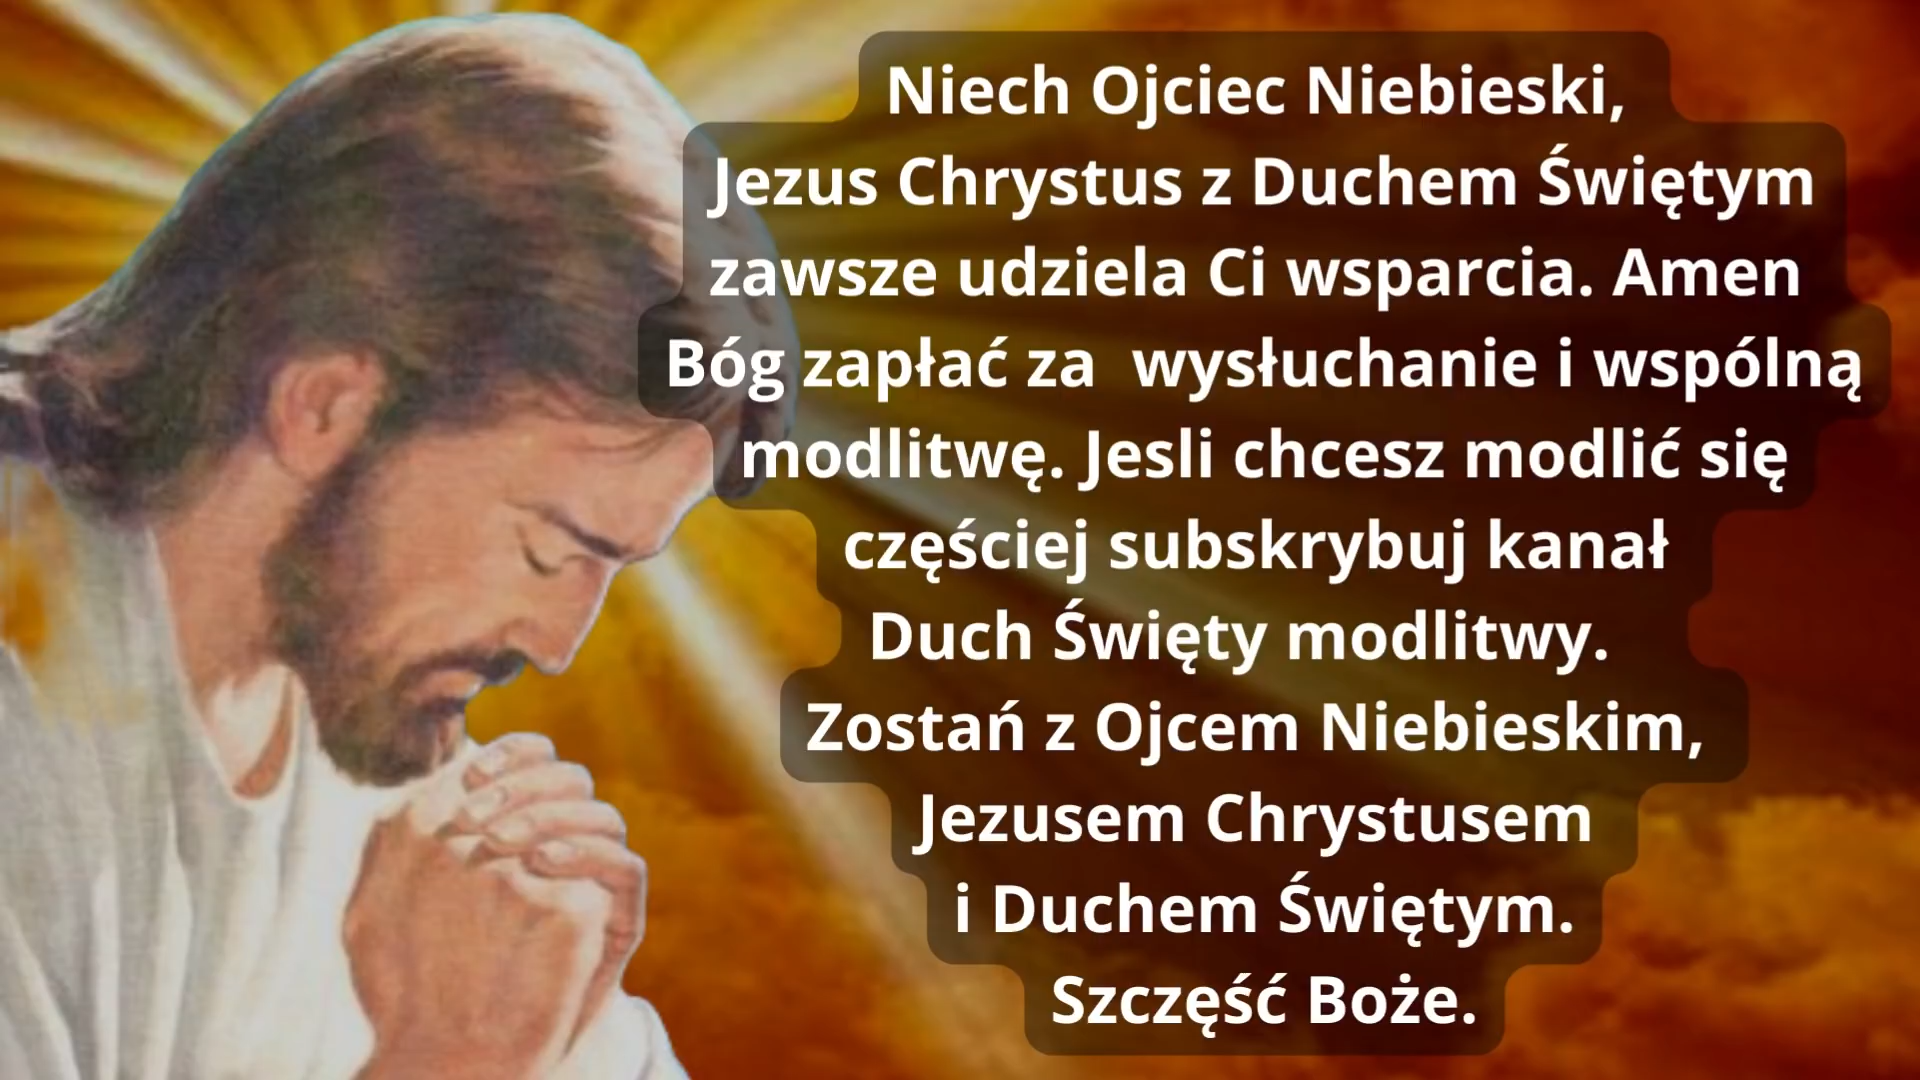 Niech Ojciec Niebieski,
Jezus Chrystus z Duchem Świętym
zawsze udziela Ci wsparcia. Amen
Bóg zapłać za  wysłuchanie i wspólną
modlitwę. Jesli chcesz modlić się
częściej subskrybuj kanał
Duch Święty modlitwy.
Zostań z Ojcem Niebieskim,
Jezusem Chrystusem
i Duchem Świętym.
Szczęść Boże.